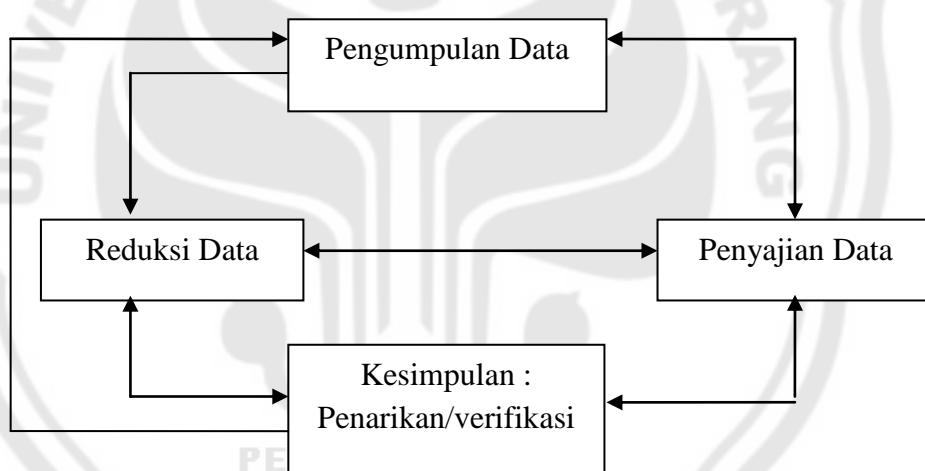 Pengumpulan Data
Reduksi Data
Penyajian Data
Kesimpulan :
Penarikan/verifikasi